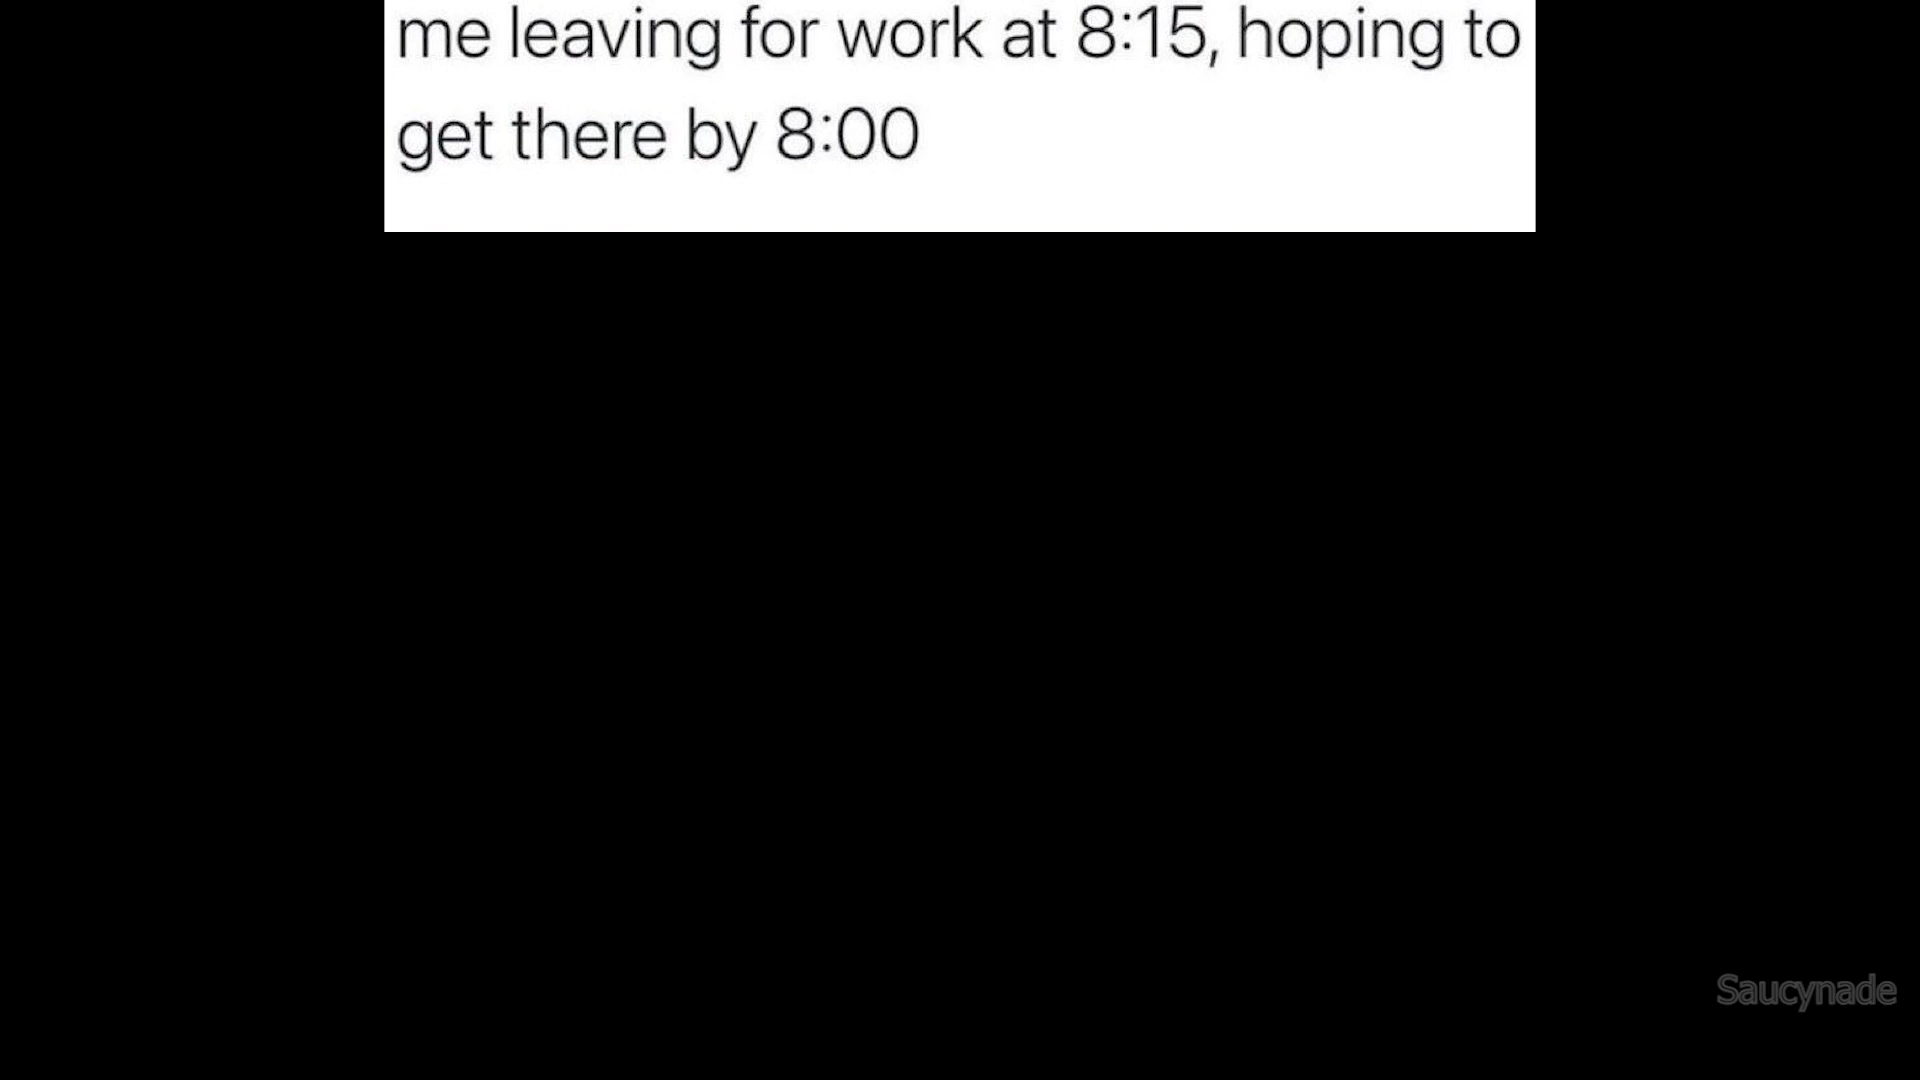 me leaving for work at 8:15, hoping to
get there by 8:00
Saucynade